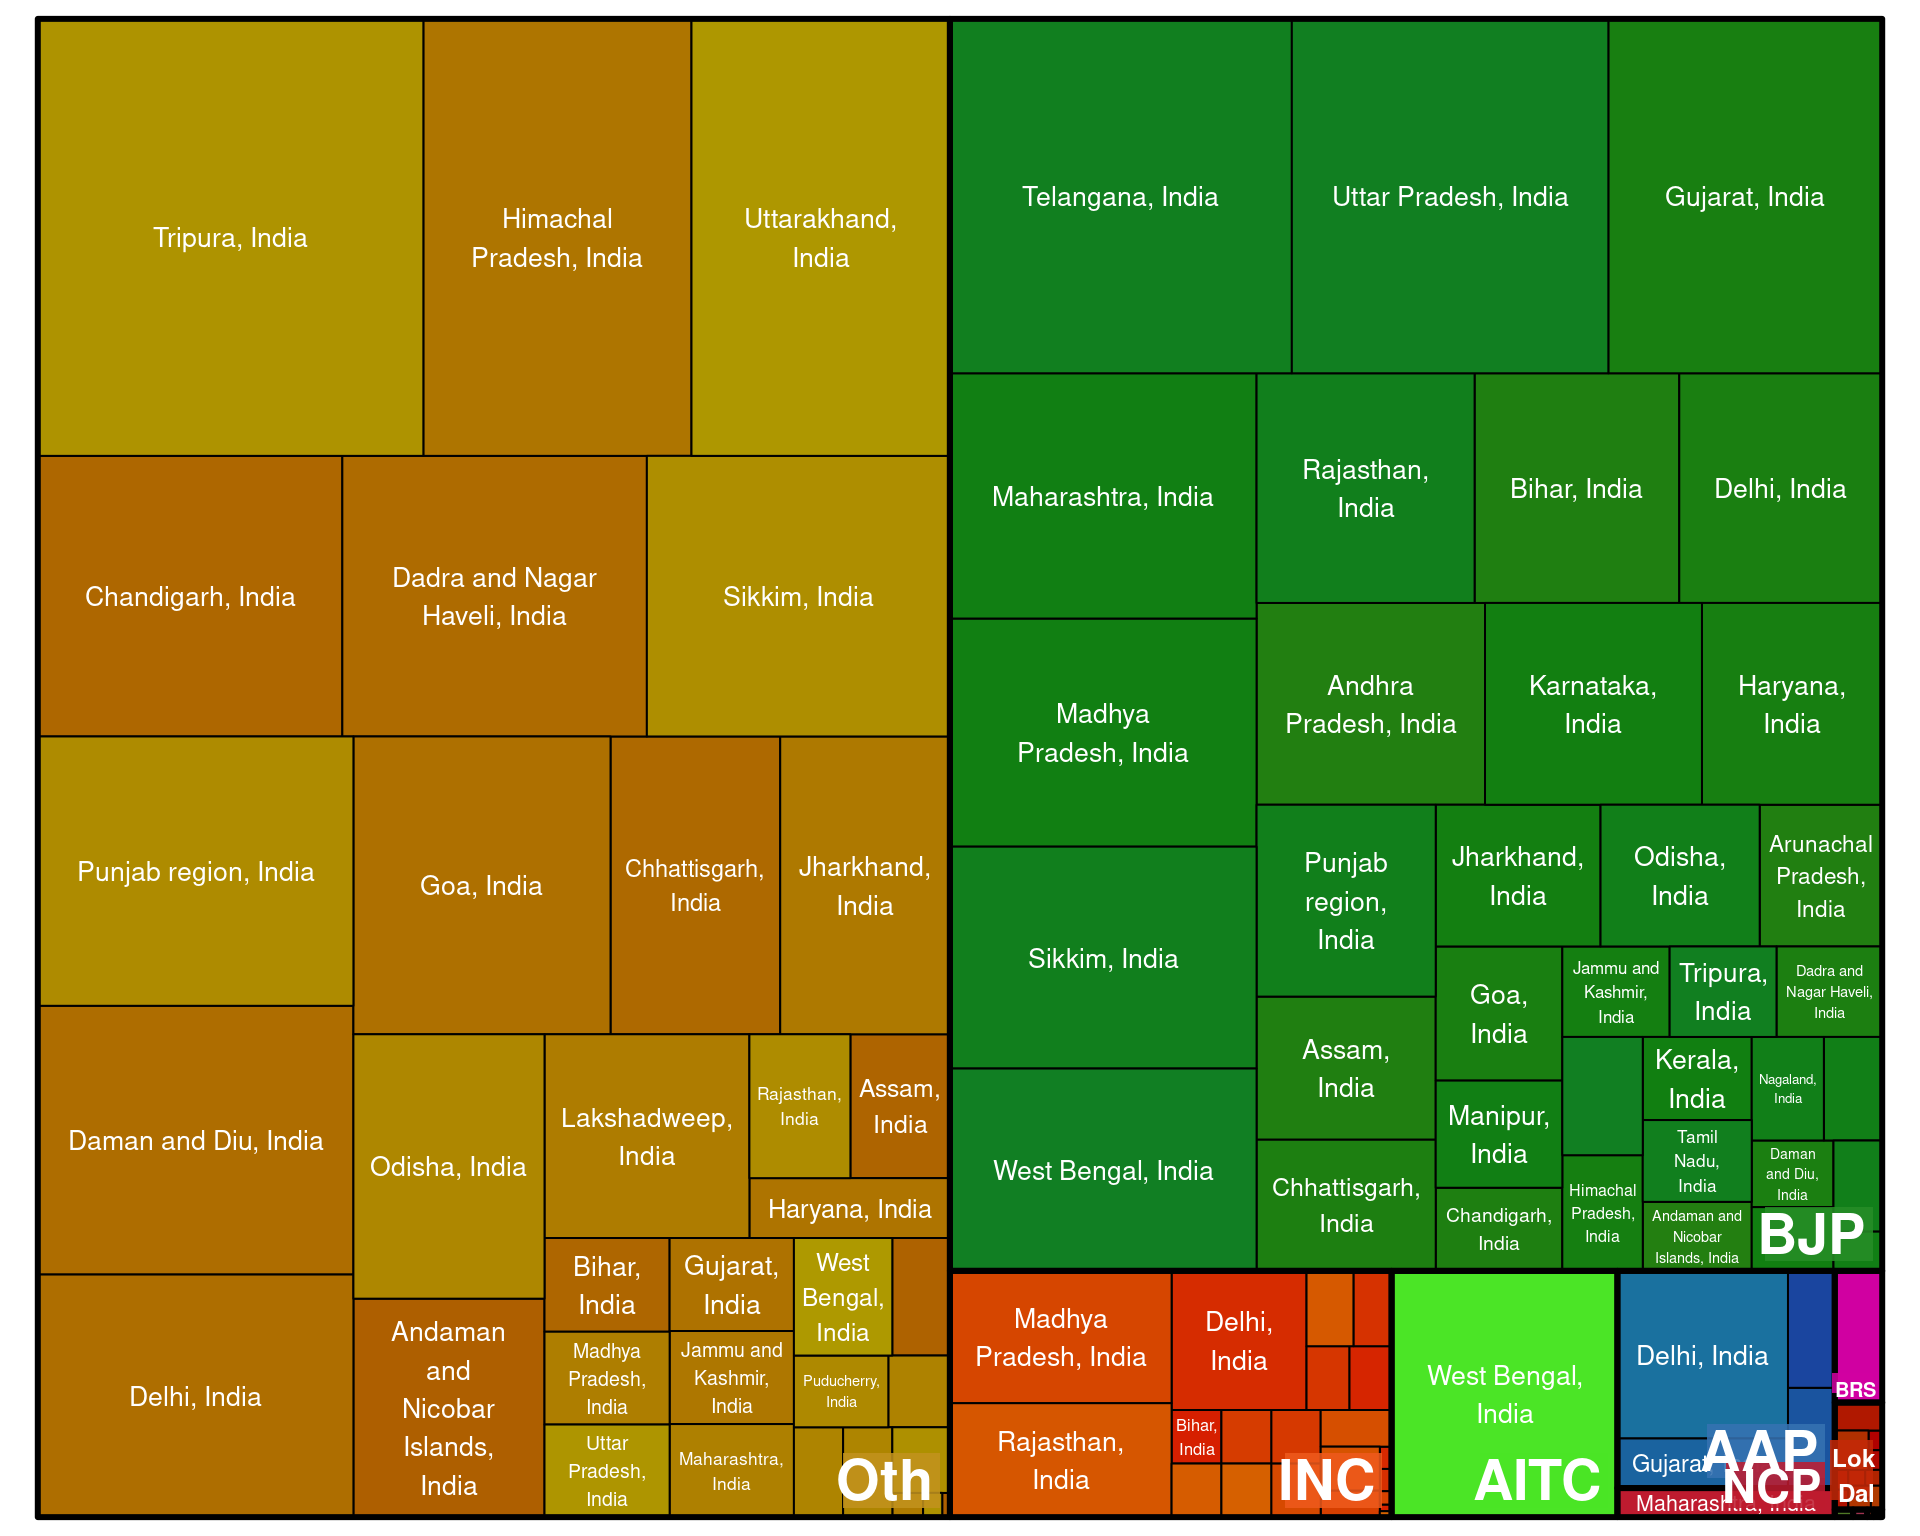 Tripura, India
Himachal
Pradesh, India
Uttarakhand,
India
Chandigarh, India
Dadra and Nagar
Haveli, India
Sikkim, India
Punjab region, India
Goa, India
Chhattisgarh,
India
Jharkhand,
India
Daman and Diu, India
Odisha, India
Lakshadweep,
India
Rajasthan,
India
Assam,
India
Haryana, India
Delhi, India
Andaman
and
Nicobar
Islands,
India
Bihar,
India
Gujarat,
India
West
Bengal,
India
Madhya
Pradesh,
India
Jammu and
Kashmir,
India
Puducherry,
India
Uttar
Pradesh,
India
Maharashtra,
India
Oth
Telangana, India
Uttar Pradesh, India
Gujarat, India
Maharashtra, India
Rajasthan,
India
Bihar, India
Delhi, India
Madhya
Pradesh, India
Andhra
Pradesh, India
Karnataka,
India
Haryana,
India
Sikkim, India
Punjab
region,
India
Jharkhand,
India
Odisha,
India
Arunachal
Pradesh,
India
Goa,
India
Jammu and
Kashmir,
India
Tripura,
India
Dadra and
Nagar Haveli,
India
West Bengal, India
Assam,
India
Manipur,
India
Kerala,
India
Nagaland,
India
Tamil
Nadu,
India
Daman
and Diu,
India
Chhattisgarh,
India
Chandigarh,
India
Himachal
Pradesh,
India
Andaman and
Nicobar
Islands, India
BJP
Madhya
Pradesh, India
Delhi,
India
Rajasthan,
India
Bihar,
India
INC
West Bengal,
India
AITC
Delhi, India
Gujarat
AAP
Maharashtra, India
NCP
BRS
Lok
Dal